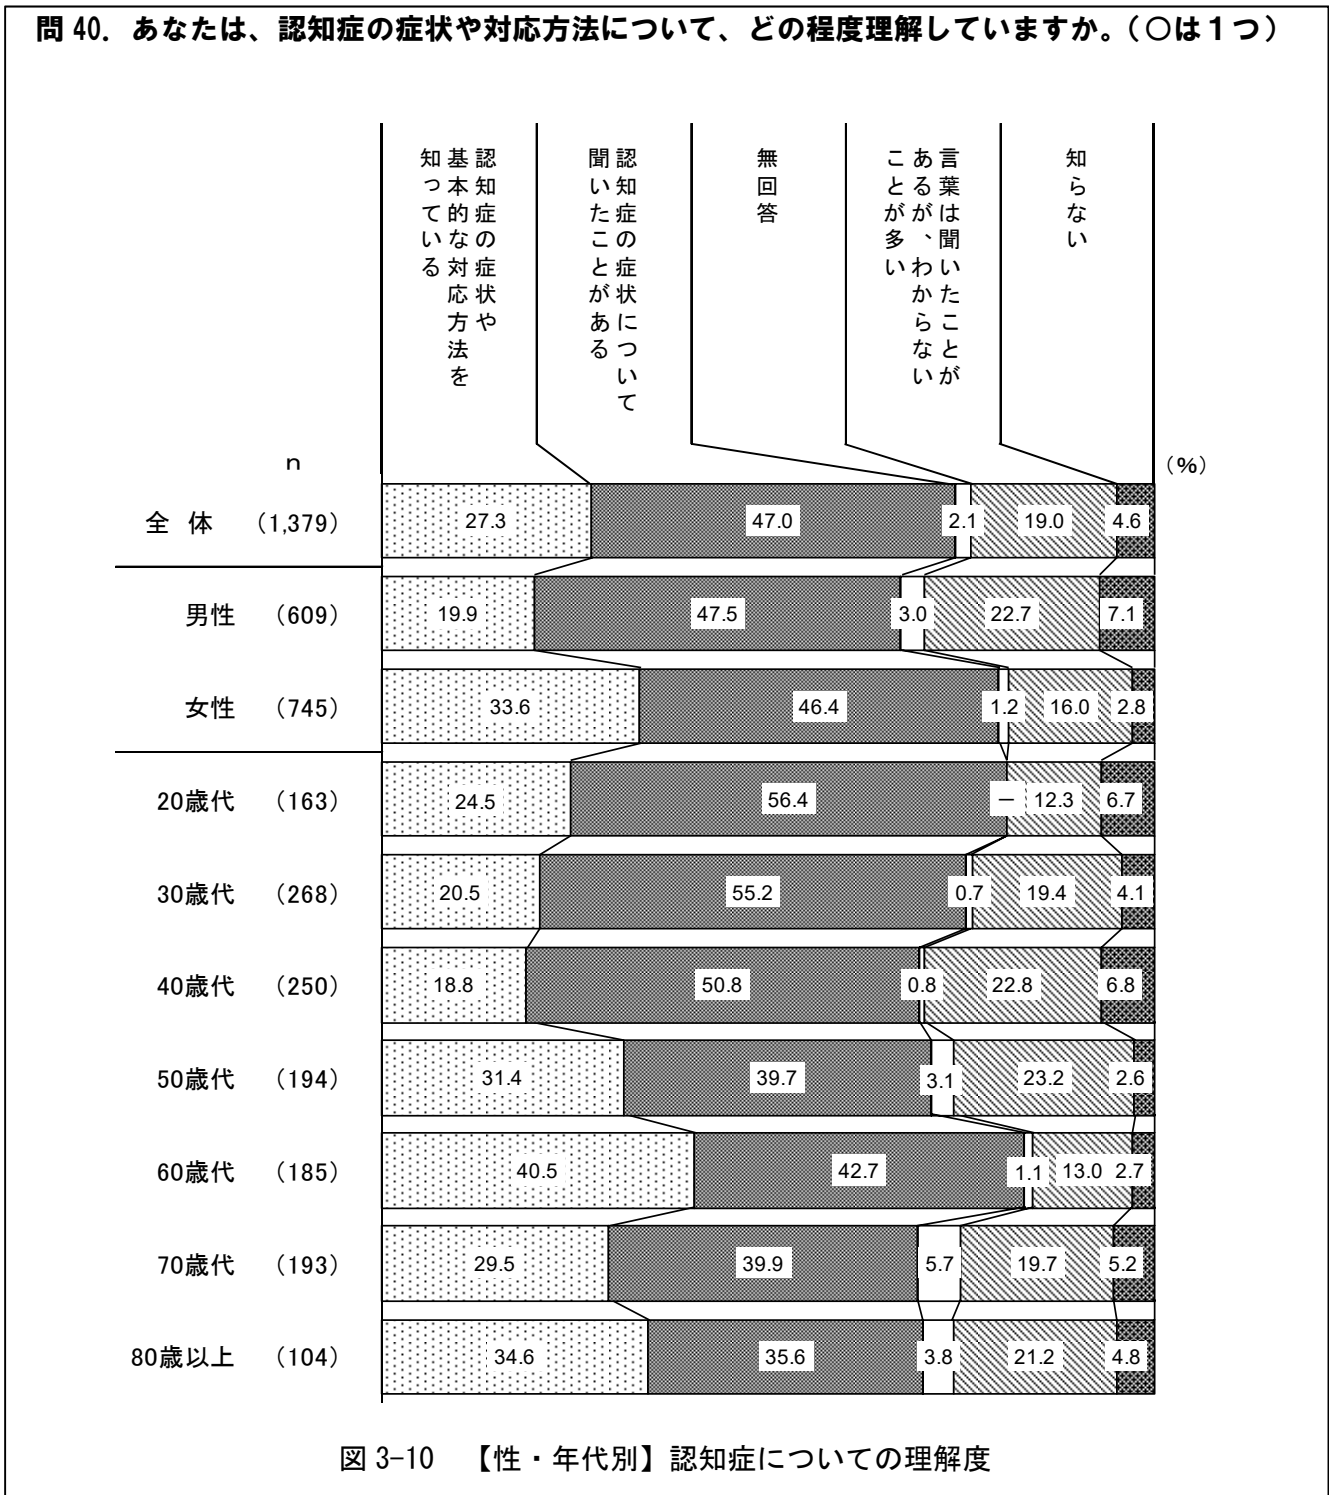 問 40．あなたは、認知症の症状や対応方法について、どの程度理解していますか。（○は１つ）
認知症の症状や
基本的な対応方法を
知っている
認知症の症状について
聞いたことがある
無回答
言葉は聞いたことが
あるが、わからない
ことが多い
知らない
ｎ
（％）
全 体 （1,379） 27.3 47.0 2.1 19.0 4.6
男性 （609） 19.9 47.5 3.0 22.7 7.1
女性 （745） 33.6 46.4 1.2 16.0 2.8
20歳代 （163） 24.5 56.4 － 12.3 6.7
30歳代 （268） 20.5 55.2 0.7 19.4 4.1
40歳代 （250） 18.8 50.8 0.8 22.8 6.8
50歳代 （194） 31.4 39.7 3.1 23.2 2.6
60歳代 （185） 40.5 42.7 1.1 13.0 2.7
70歳代 （193） 29.5 39.9 5.7 19.7 5.2
80歳以上 （104） 34.6 35.6 3.8 21.2 4.8
図 3-10 【性・年代別】認知症についての理解度